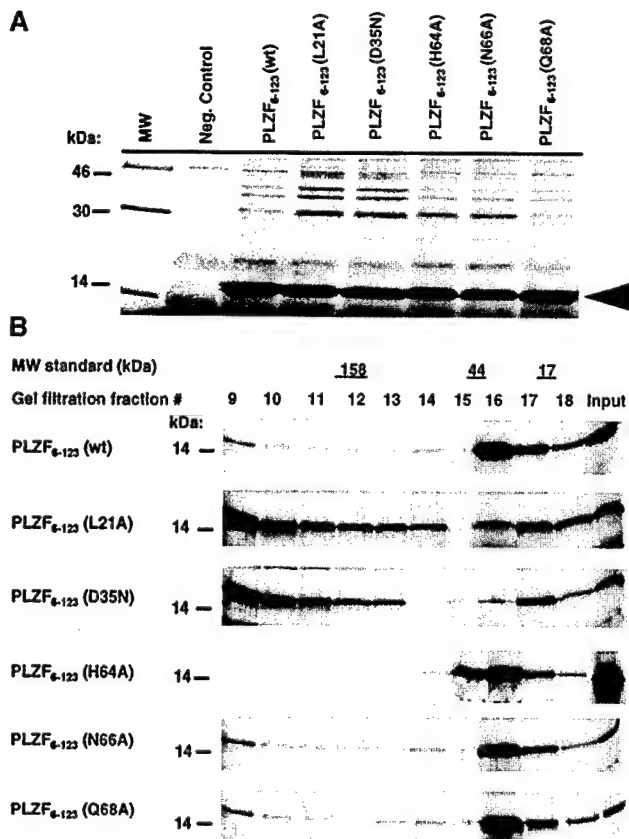 A
kDa:
MW
Neg. Control
PLZF6-123 (wt)
PLZF6-123 (L21A)
PLZF6-123 (D35N)
PLZF6-123 (H64A)
PLZF6-123 (N66A)
PLZF6-123 (Q68A)
46
30
14
B
MW standard (kDa) 158 44 17
Gel filtration fraction # 9 10 11 12 13 14 15 16 17 18 Input
kDa:
PLZF6-123 (wt) 14
PLZF6-123 (L21A) 14
PLZF6-123 (D35N) 14
PLZF6-123 (H64A) 14
PLZF6-123 (N66A) 14
PLZF6-123 (Q68A) 14